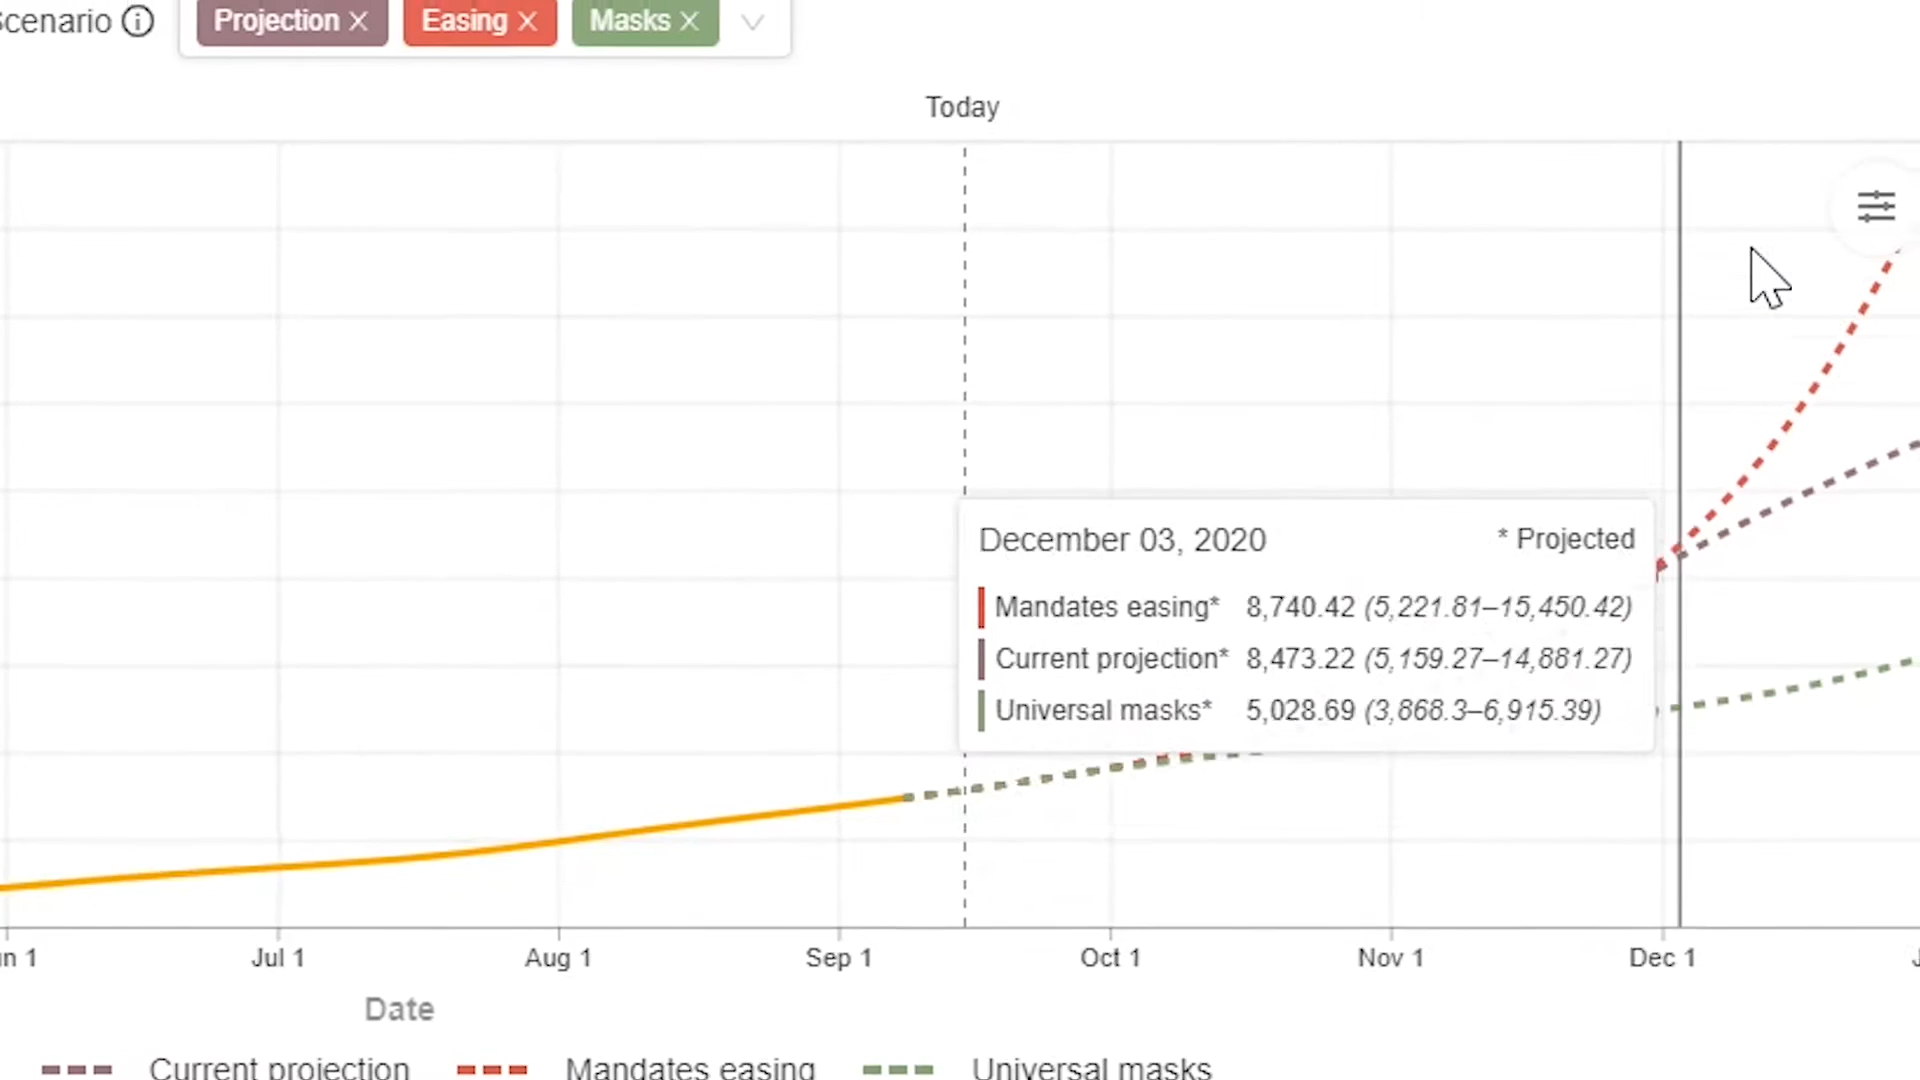 Scenario
Projection × Easing × Masks ×
Today
December 03, 2020 * Projected
Mandates easing* 8,740.42 (5,221.81–15,450.42)
Current projection* 8,473.22 (5,159.27–14,881.27)
Universal masks* 5,028.69 (3,868.3–6,915.39)
n 1 Jul 1 Aug 1 Sep 1 Oct 1 Nov 1 Dec 1
Date
Current projection Mandates easing Universal masks